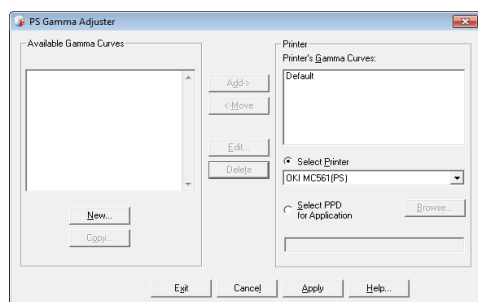 PS Gamma Adjuster
Available Gamma Curves
Add->
<-Move
Edit...
Delete
New...
Copy...
Printer
Printer's Gamma Curves:
Default
Select Printer
OKI MC561(PS)
Select PPD
for Application
Browse...
Exit
Cancel
Apply
Help...